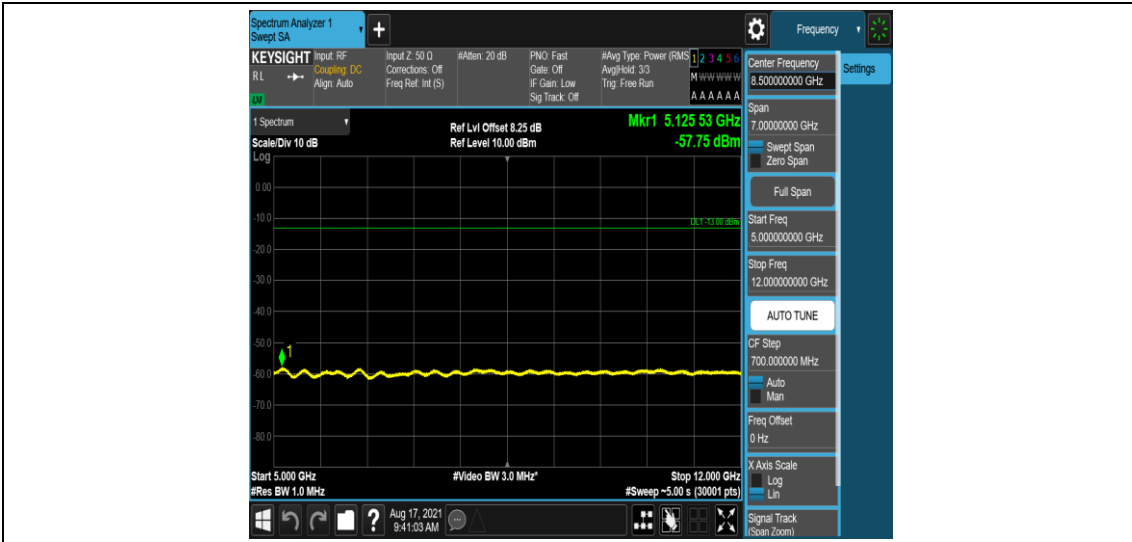 Spectrum Analyzer 1
Swept SA
+
Frequency
KEYSIGHT
RL
LXI
Input: RF
Coupling: DC
Align: Auto
Input Z: 50 Ω
Corrections: Off
Freq Ref: Int (S)
#Atten: 20 dB
PNO: Fast
Gate: Off
IF Gain: Low
Sig Track: Off
#Avg Type: Power (RMS
Avg|Hold: 3/3
Trig: Free Run
1 2 3 4 5 6
M W W W W W
A A A A A A
1 Spectrum
Scale/Div 10 dB
Log
Ref Lvl Offset 8.25 dB
Ref Level 10.00 dBm
Mkr1 5.125 53 GHz
-57.75 dBm
0.00
-10.0
DL1 -13.00 dBm
-20.0
-30.0
-40.0
-50.0
1
-60.0
-70.0
-80.0
Start 5.000 GHz
#Res BW 1.0 MHz
#Video BW 3.0 MHz*
Stop 12.000 GHz
#Sweep ~5.00 s (30001 pts)
?
Aug 17, 2021
9:41:03 AM
Center Frequency
8.500000000 GHz
Settings
Span
7.00000000 GHz
Swept Span
Zero Span
Full Span
Start Freq
5.000000000 GHz
Stop Freq
12.000000000 GHz
AUTO TUNE
CF Step
700.000000 MHz
Auto
Man
Freq Offset
0 Hz
X Axis Scale
Log
Lin
Signal Track
(Span Zoom)